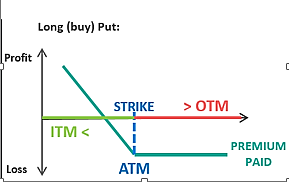 Long (buy) Put:
Profit
STRIKE
> OTM
ITM <
PREMIUM
PAID
Loss
ATM